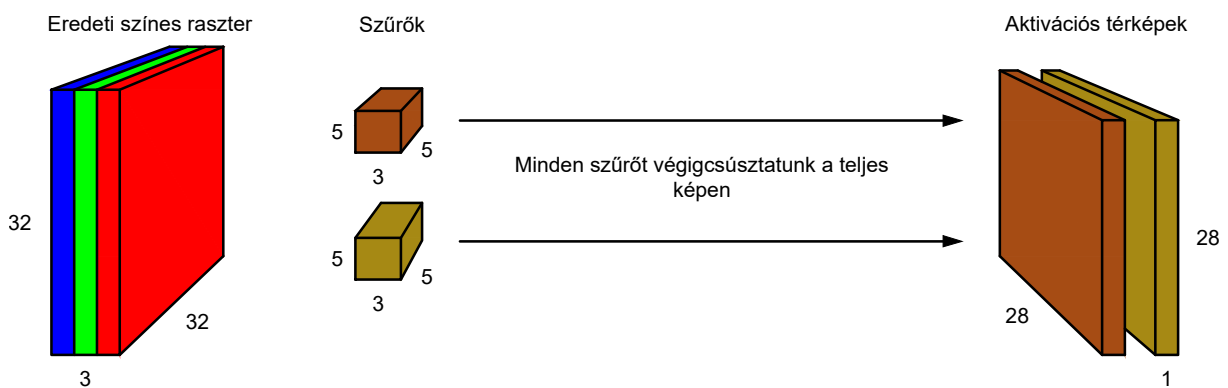 Eredeti színes raszter
Szűrők
Aktivációs térképek
32
32
3
5
5
3
5
5
3
Minden szűrőt végigcsúsztatunk a teljes
képen
28
28
1